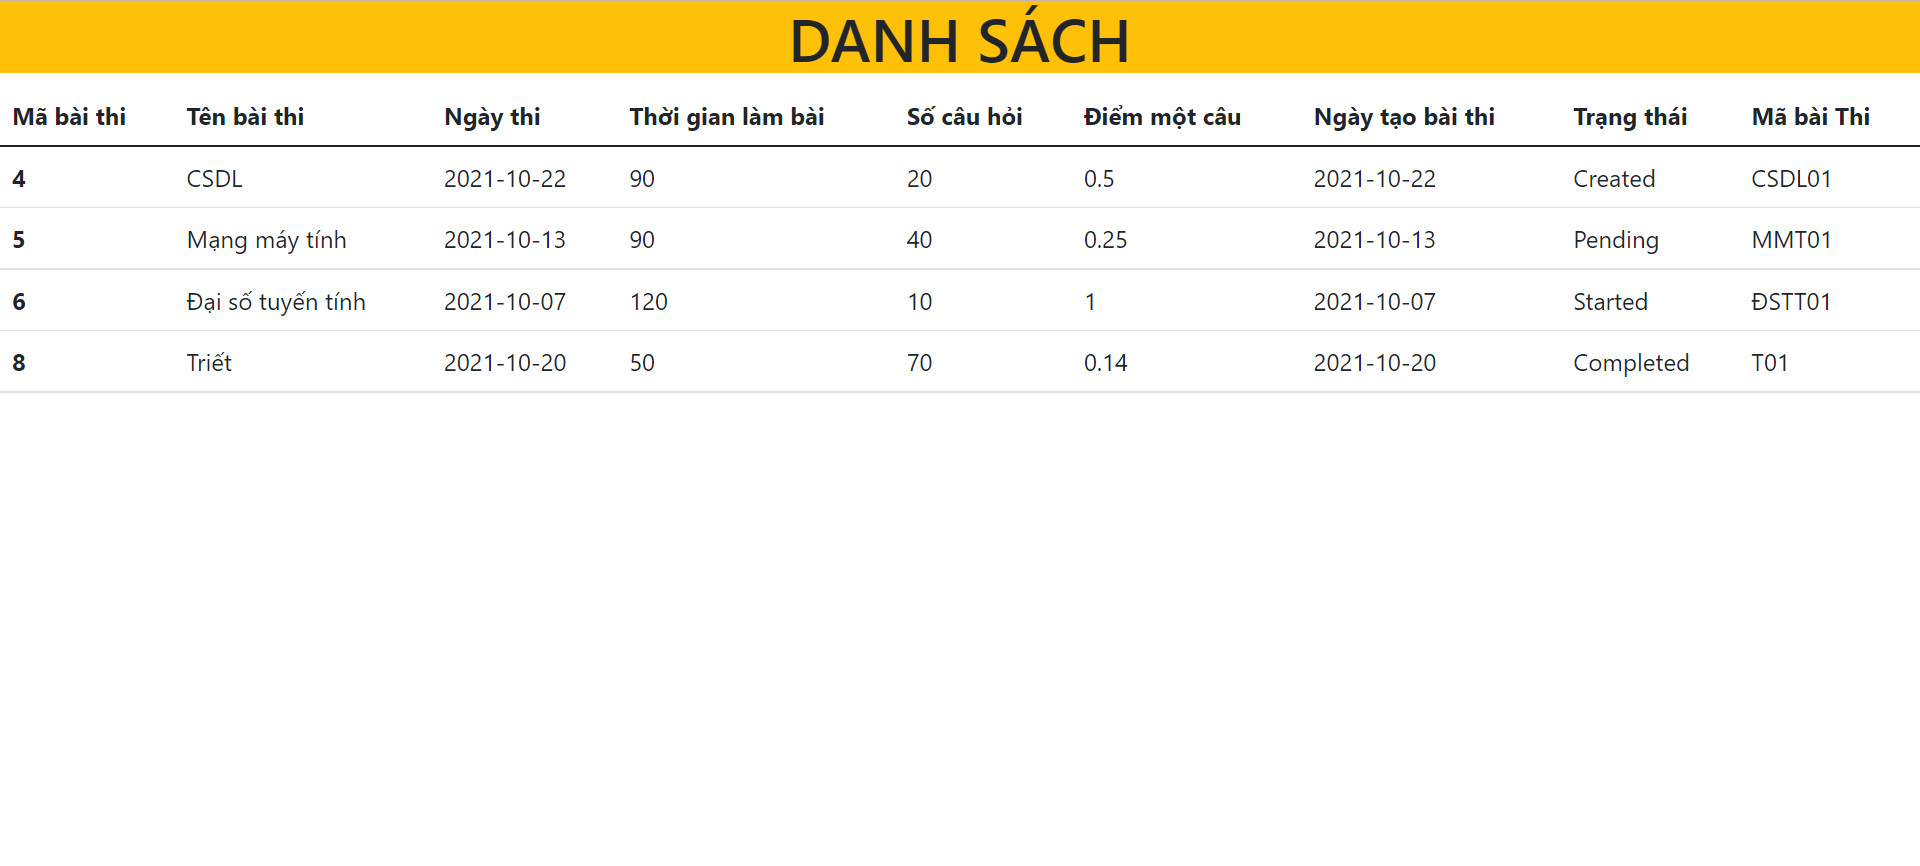 DANH SÁCH
Mã bài thi Tên bài thi Ngày thi Thời gian làm bài Số câu hỏi Điểm một câu Ngày tạo bài thi Trạng thái Mã bài Thi
4 CSDL 2021-10-22 90 20 0.5 2021-10-22 Created CSDL01
5 Mạng máy tính 2021-10-13 90 40 0.25 2021-10-13 Pending MMT01
6 Đại số tuyến tính 2021-10-07 120 10 1 2021-10-07 Started ĐSTT01
8 Triết 2021-10-20 50 70 0.14 2021-10-20 Completed T01